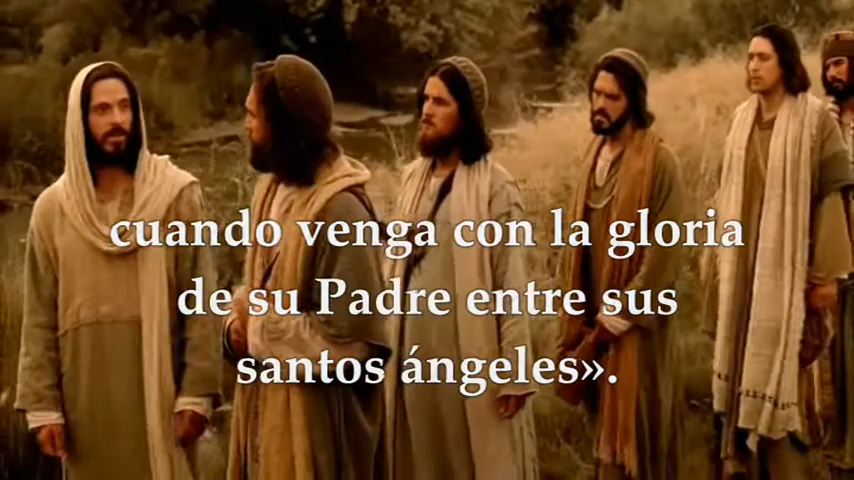 cuando venga con la gloria
de su Padre entre sus
santos ángeles».